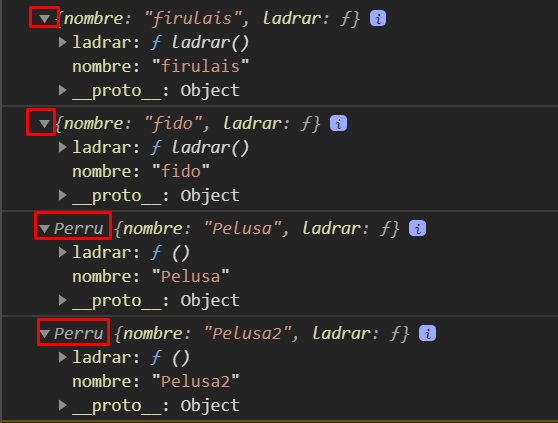 ▼{nombre: "firulais", ladrar: ƒ} i
▶ladrar: ƒ ladrar()
nombre: "firulais"
▶__proto__: Object
▼{nombre: "fido", ladrar: ƒ} i
▶ladrar: ƒ ladrar()
nombre: "fido"
▶__proto__: Object
▼Perru {nombre: "Pelusa", ladrar: ƒ} i
▶ladrar: ƒ ()
nombre: "Pelusa"
▶__proto__: Object
▼Perru {nombre: "Pelusa2", ladrar: ƒ} i
▶ladrar: ƒ ()
nombre: "Pelusa2"
▶__proto__: Object